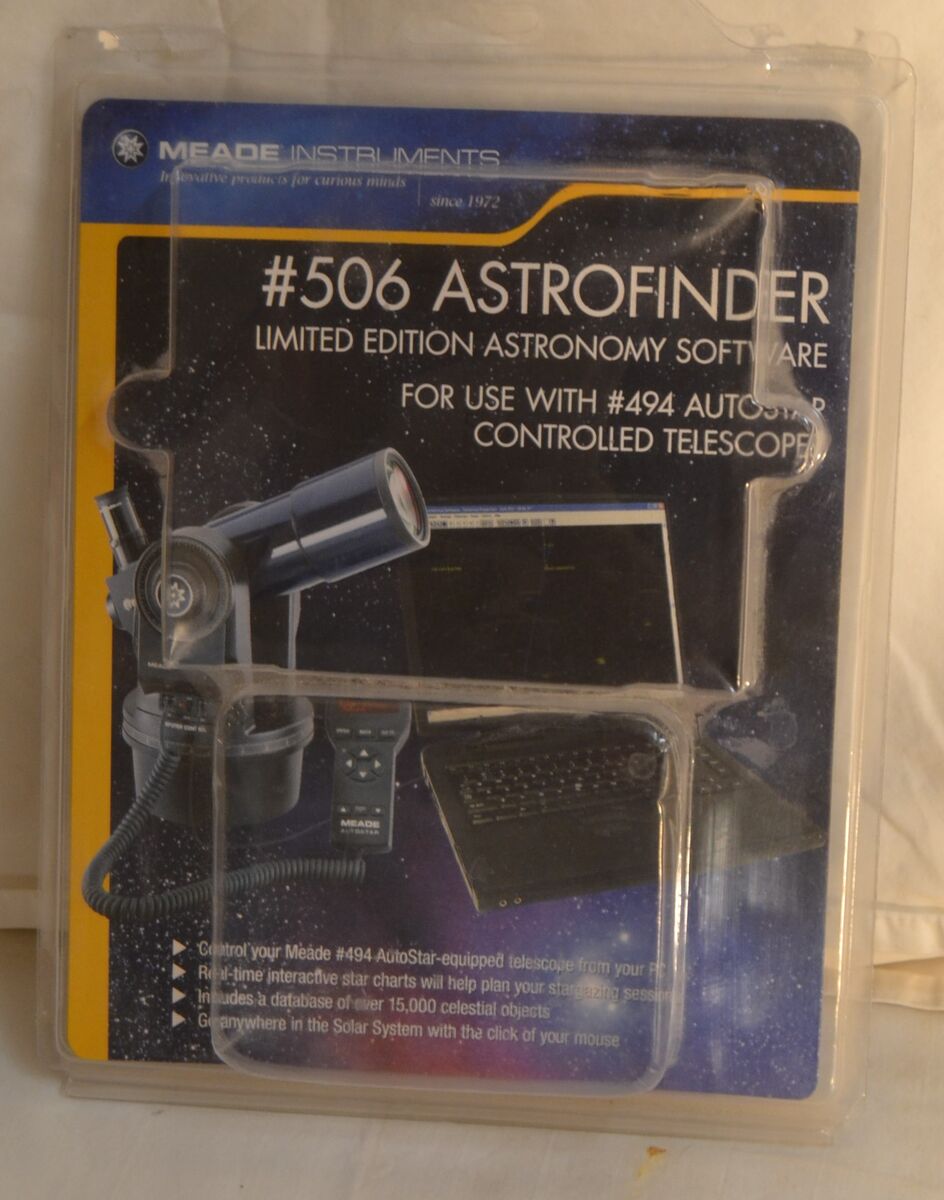 MEADE INSTRUMENTS
Innovative products for curious minds
since 1972
#506 ASTROFINDER
LIMITED EDITION ASTRONOMY SOFTWARE
FOR USE WITH #494 AUTOSTAR
CONTROLLED TELESCOPES
MEADE
AUTOSTAR
Control your Meade #494 AutoStar-equipped telescope from your PC
Real-time interactive star charts will help plan your stargazing session
Includes a database of over 15,000 celestial objects
Go anywhere in the Solar System with the click of your mouse